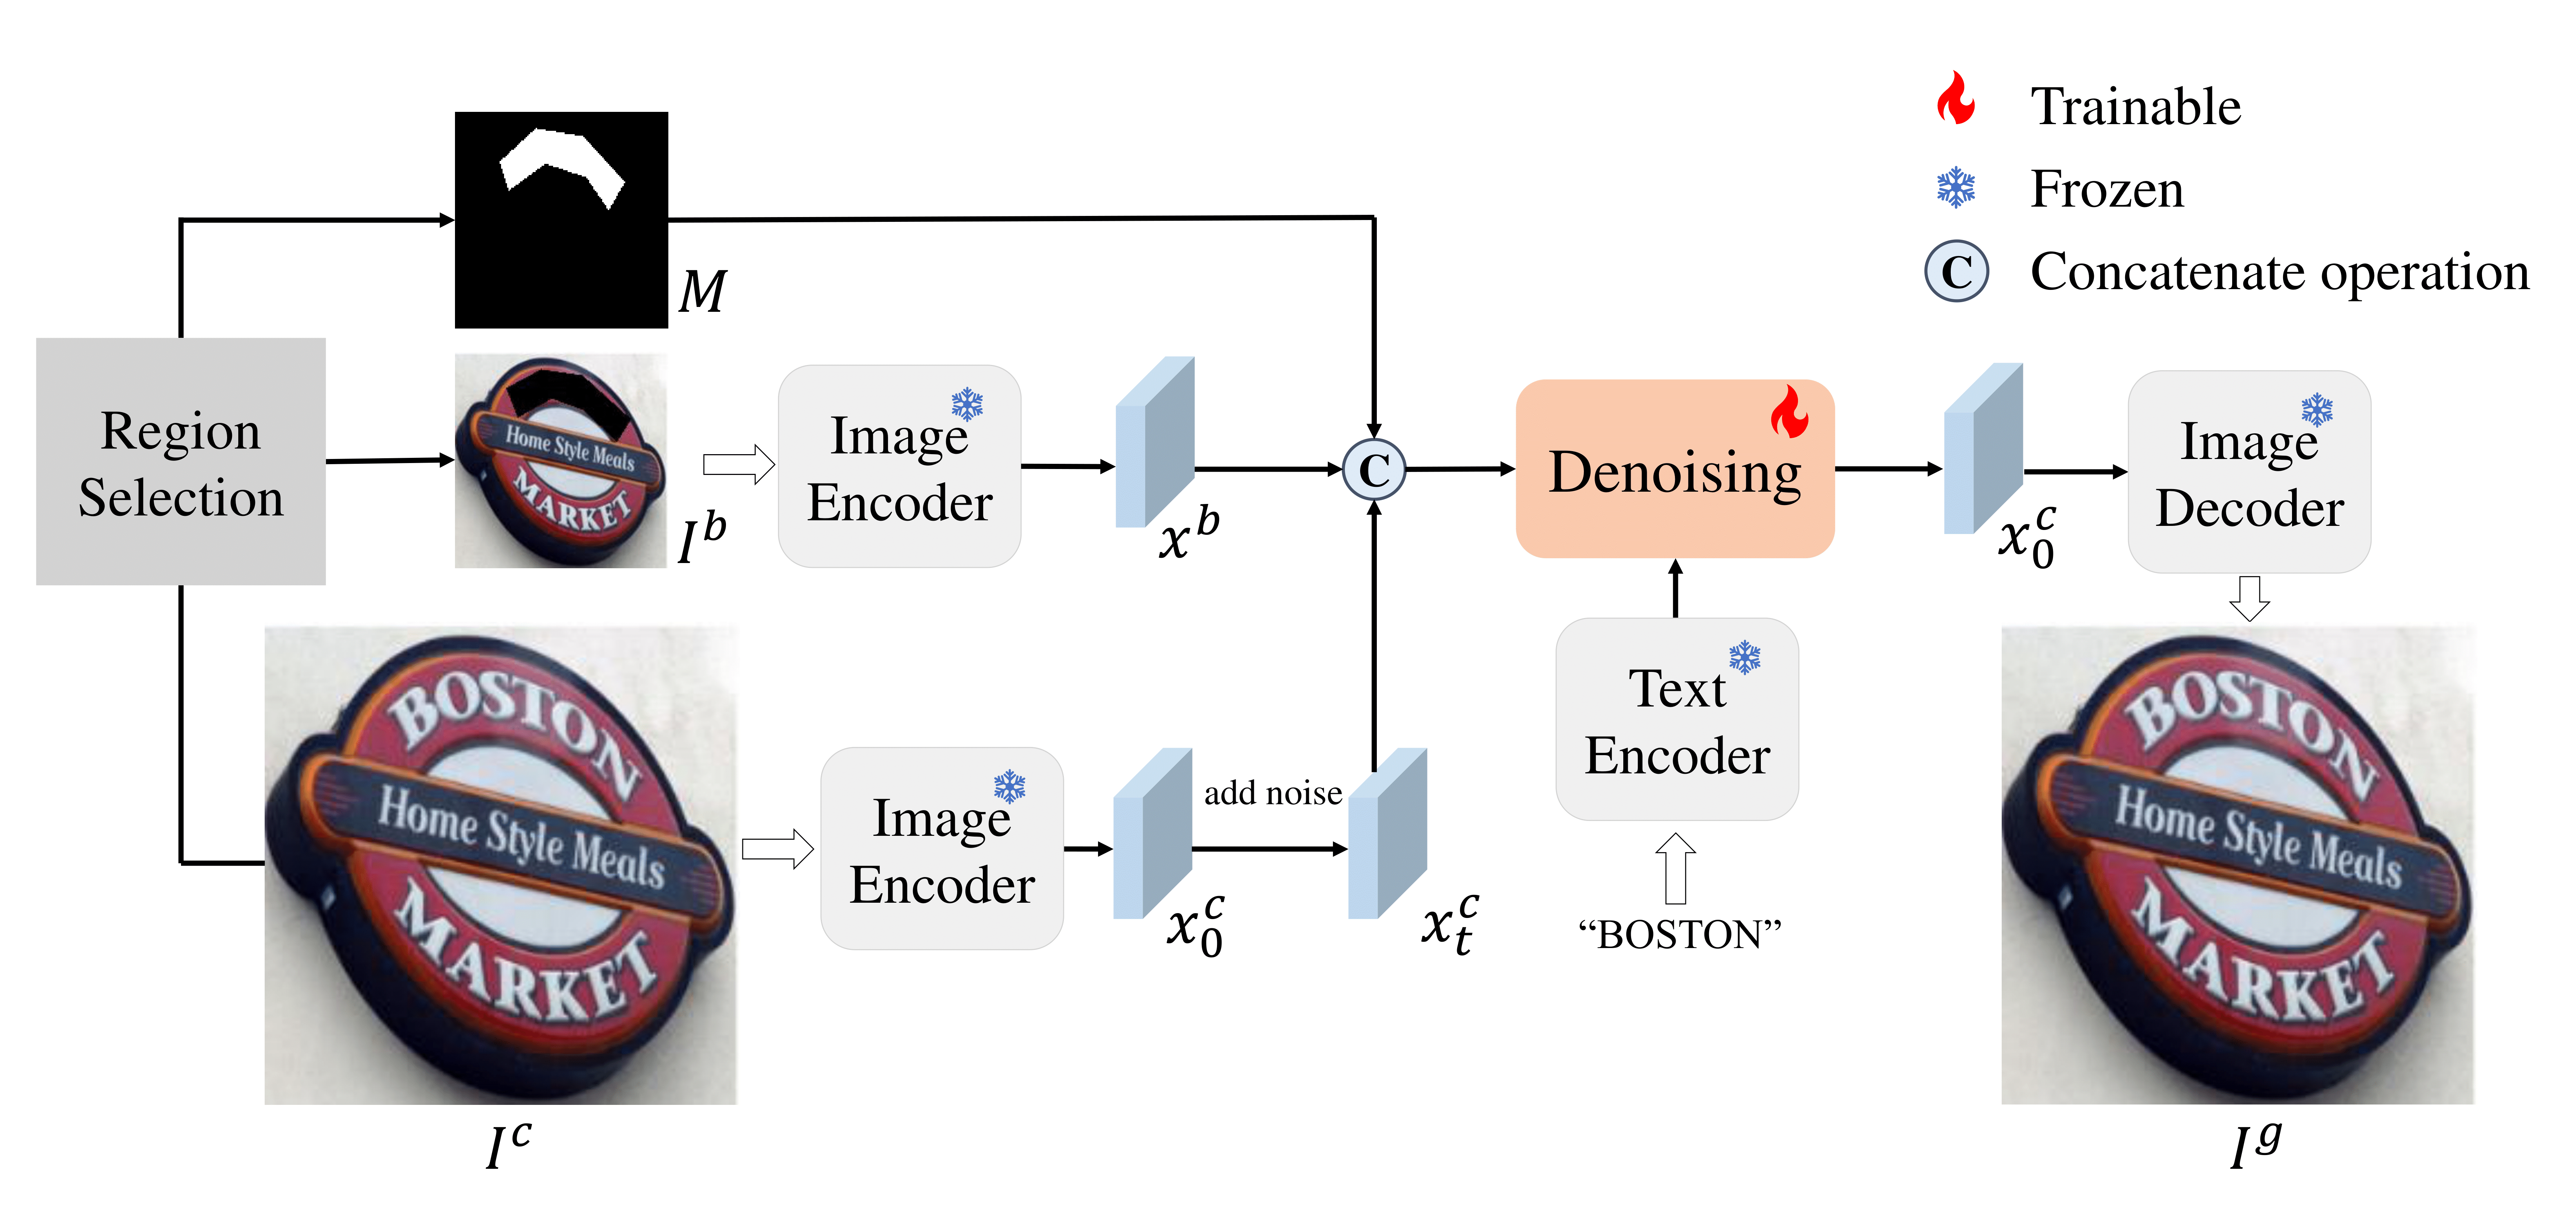 Trainable
Frozen
C Concatenate operation
M
Region
Selection
Home Style Meals
MARKET
I^b
Image
Encoder
x^b
C
Denoising
x_0^c
Image
Decoder
BOSTON
Home Style Meals
MARKET
I^c
Image
Encoder
x_0^c
add noise
x_t^c
Text
Encoder
“BOSTON”
BOSTON
Home Style Meals
MARKET
I^g